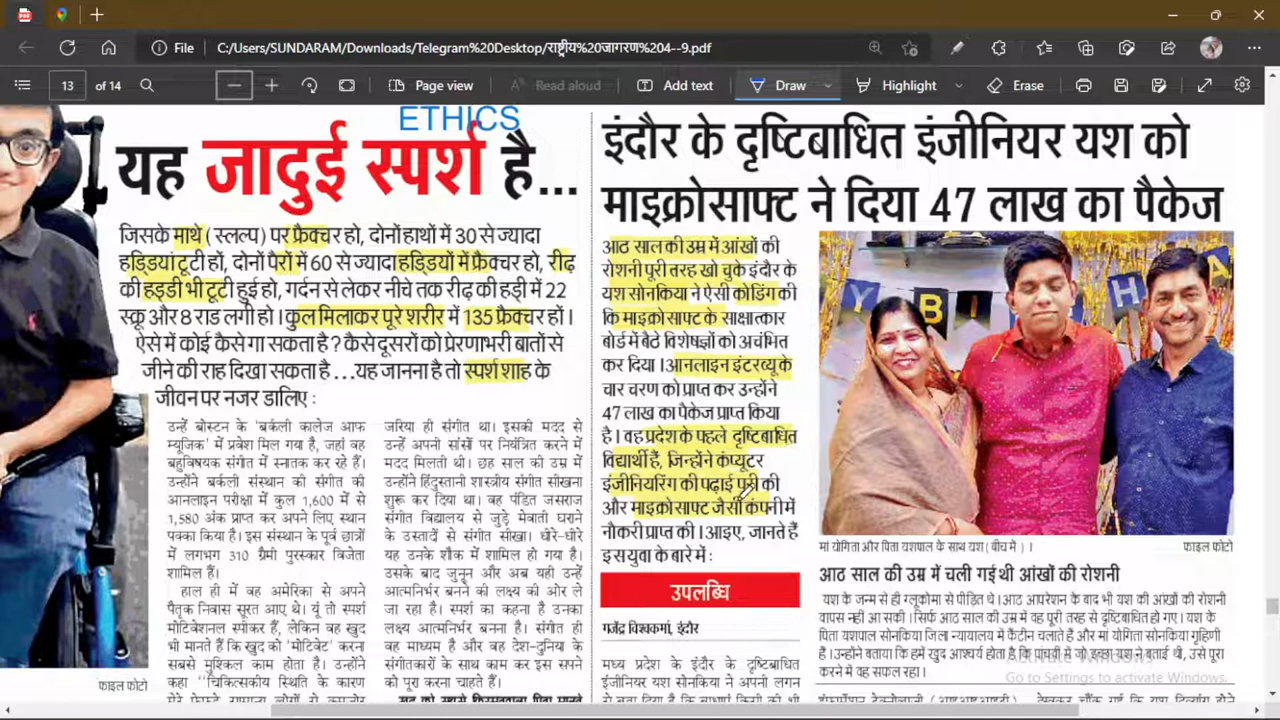 File
C:/Users/SUNDARAM/Downloads/Telegram%20Desktop/राष्ट्रीय%20जागरण%204--9.pdf
13 of 14
Page view
Read aloud
Add text
Draw
Highlight
Erase
ETHICS
यह जादुई स्पर्श है...
जिसके माथे (स्लल्प) पर फ्रैक्चर हो, दोनों हाथों में 30 से ज्यादा
हड्डियां टूटी हों, दोनों पैरों में 60 से ज्यादा हड्डियों में फ्रैक्चर हो, रीढ़
की हड्डी भी टूटी हुई हो, गर्दन से लेकर नीचे तक रीढ़ की हड्डी में 22
स्क्रू और 8 राड लगी हो। कुल मिलाकर पूरे शरीर में 135 फ्रैक्चर हों।
ऐसे में कोई कैसे गा सकता है? कैसे दूसरों को प्रेरणाभरी बातों से
जीने की राह दिखा सकता है...यह जानना है तो स्पर्श शाह के
जीवन पर नजर डालिए :
उन्हें बोस्टन के 'बर्कली कालेज आफ
म्यूजिक' में प्रवेश मिल गया है, जहां वह
बहुविषयक संगीत में स्नातक कर रहे हैं।
उन्होंने बर्कली संस्थान की संगीत की
आनलाइन परीक्षा में कुल 1,600 में से
1,580 अंक प्राप्त कर अपने लिए स्थान
पक्का किया है। इस संस्थान के पूर्व छात्रों
में लगभग 310 ग्रैमी पुरस्कार विजेता
शामिल हैं।
हाल ही में वह अमेरिका से अपने
पैतृक निवास सूरत आए थे। यूं तो स्पर्श
मोटिवेशनल स्पीकर हैं, लेकिन वह खुद
भी मानते हैं कि खुद को 'मोटिवेट' करना
सबसे मुश्किल काम होता है। उन्होंने
कहा ''चिकित्सकीय स्थिति के कारण
मेरे फेफड़े सामान्य लोगों से कमजोर
जरिया ही संगीत था। इसकी मदद से
उन्हें अपनी सांसों पर नियंत्रित करने में
मदद मिलती थी। छह साल की उम्र में
उन्होंने हिंदुस्तानी शास्त्रीय संगीत सीखना
शुरू कर दिया था। वह पंडित जसराज
संगीत विद्यालय से जुड़े मेवाती घराने
के उस्तादों से संगीत सीखा। धीरे-धीरे
यह उनके शौक में शामिल हो गया है।
उसके बाद जुनून और अब यही उन्हें
आत्मनिर्भर बनने की लक्ष्य की ओर ले
जा रहा है। स्पर्श का कहना है उनका
लक्ष्य आत्मनिर्भर बनना है। संगीत ही
वह माध्यम है और वह देश-दुनिया के
संगीतकारों के साथ काम कर इस सपने
को पूरा करना चाहते हैं।
फाइल फोटो
इंदौर के दृष्टिबाधित इंजीनियर यश को
माइक्रोसाफ्ट ने दिया 47 लाख का पैकेज
आठ साल की उम्र में आंखों की
रोशनी पूरी तरह खो चुके इंदौर के
यश सोनकिया ने ऐसी कोडिंग की
कि माइक्रोसाफ्ट के साक्षात्कार
बोर्ड में बैठे विशेषज्ञों को अचंभित
कर दिया। आनलाइन इंटरव्यू के
चार चरण को प्राप्त कर उन्होंने
47 लाख का पैकेज प्राप्त किया
है। वह प्रदेश के पहले दृष्टिबाधित
विद्यार्थी हैं, जिन्होंने कंप्यूटर
इंजीनियरिंग की पढ़ाई पूरी की
और माइक्रोसाफ्ट जैसी कंपनी में
नौकरी प्राप्त की। आइए, जानते हैं
इस युवा के बारे में :
उपलब्धि
गजेंद्र विश्वकर्मा, इंदौर
मध्य प्रदेश के इंदौर के दृष्टिबाधित
इंजीनियर यश सोनकिया ने अपनी लगन
Y B I H A
मां योगिता और पिता यशपाल के साथ यश (बीच में)। फाइल फोटो
आठ साल की उम्र में चली गई थी आंखों की रोशनी
यश के जन्म से ही ग्लूकोमा से पीड़ित थे। आठ आपरेशन के बाद भी यश की आंखों की रोशनी
वापस नहीं आ सकी। सिर्फ आठ साल की उम्र में वह पूरी तरह से दृष्टिबाधित हो गए। यश के
पिता यशपाल सोनकिया जिला न्यायालय में कैंटीन चलाते हैं और मां योगिता सोनकिया गृहिणी
हैं। उन्होंने बताया कि हमें खुद आश्चर्य होता है कि पांचवीं से जो इच्छा यश ने बताई थी, उसे पूरा
करने में वह सफल रहा।
Activate Windows
Go to Settings to activate Windows.